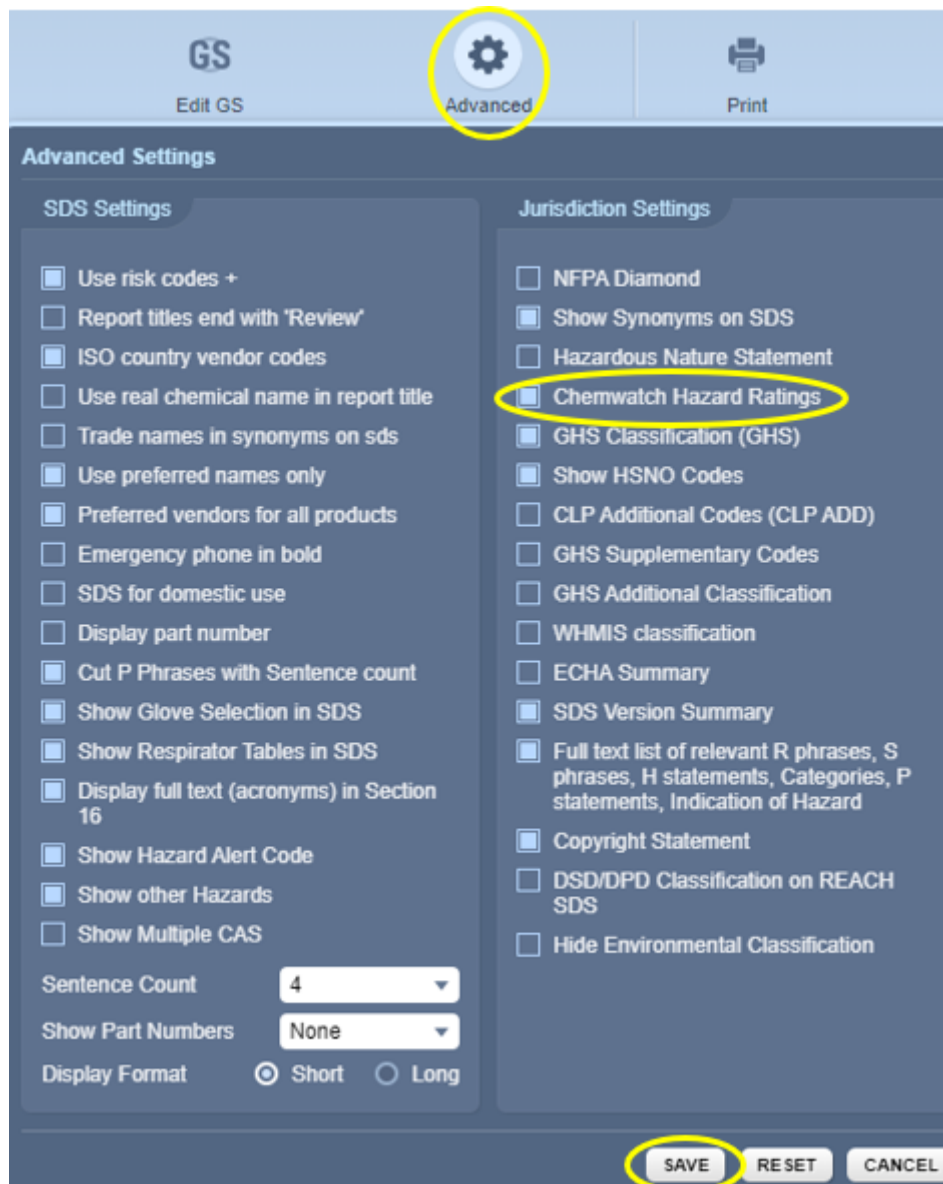 GS
Edit GS
Advanced
Print
Advanced Settings
SDS Settings
Use risk codes +
Report titles end with 'Review'
ISO country vendor codes
Use real chemical name in report title
Trade names in synonyms on sds
Use preferred names only
Preferred vendors for all products
Emergency phone in bold
SDS for domestic use
Display part number
Cut P Phrases with Sentence count
Show Glove Selection in SDS
Show Respirator Tables in SDS
Display full text (acronyms) in Section
16
Show Hazard Alert Code
Show other Hazards
Show Multiple CAS
Sentence Count 4
Show Part Numbers None
Display Format Short Long
Jurisdiction Settings
NFPA Diamond
Show Synonyms on SDS
Hazardous Nature Statement
Chemwatch Hazard Ratings
GHS Classification (GHS)
Show HSNO Codes
CLP Additional Codes (CLP ADD)
GHS Supplementary Codes
GHS Additional Classification
WHMIS classification
ECHA Summary
SDS Version Summary
Full text list of relevant R phrases, S
phrases, H statements, Categories, P
statements, Indication of Hazard
Copyright Statement
DSD/DPD Classification on REACH
SDS
Hide Environmental Classification
SAVE RESET CANCEL